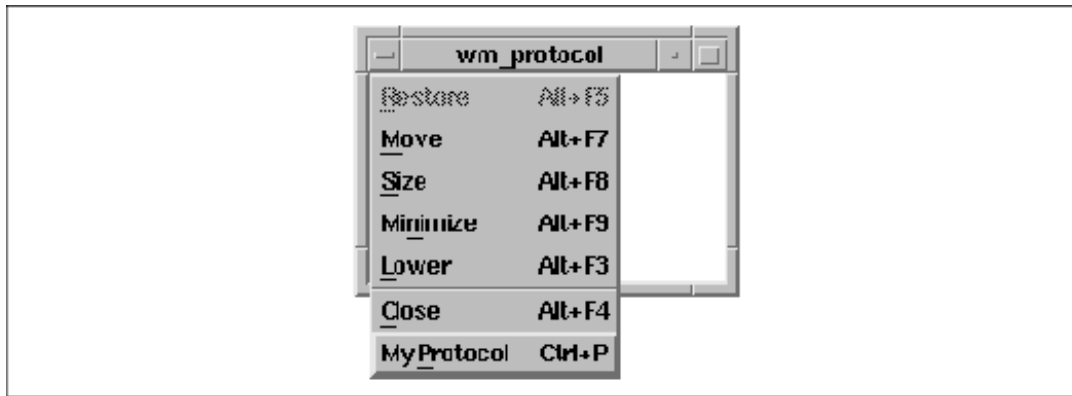 wm_protocol
Restore Alt+F5
Move Alt+F7
Size Alt+F8
Minimize Alt+F9
Lower Alt+F3
Close Alt+F4
MyProtocol Ctrl+P